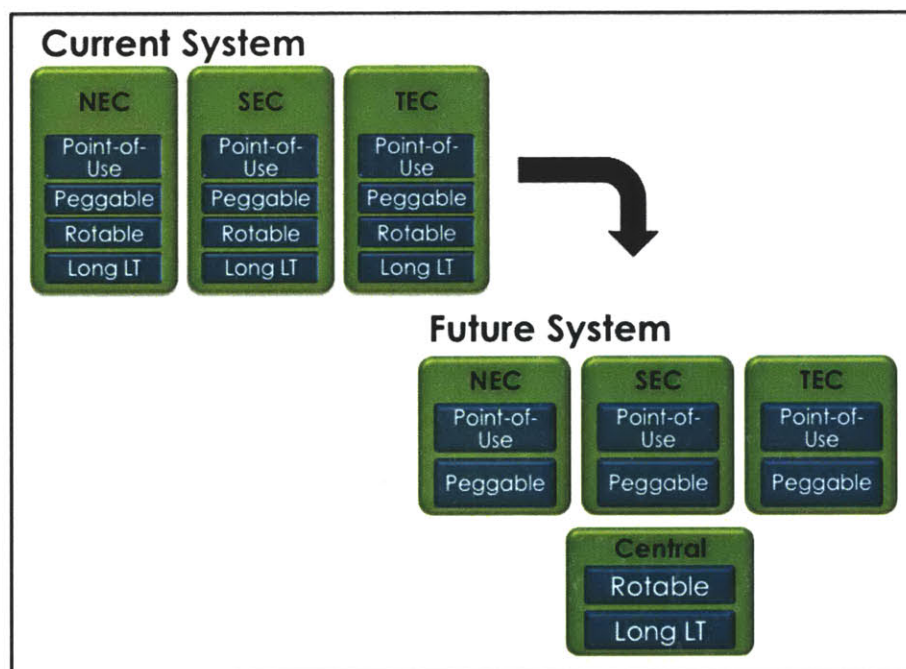 Current System
NEC
Point-of-
Use
Peggable
Rotable
Long LT
SEC
Point-of-
Use
Peggable
Rotable
Long LT
TEC
Point-of-
Use
Peggable
Rotable
Long LT
Future System
NEC
Point-of-
Use
Peggable
SEC
Point-of-
Use
Peggable
TEC
Point-of-
Use
Peggable
Central
Rotable
Long LT